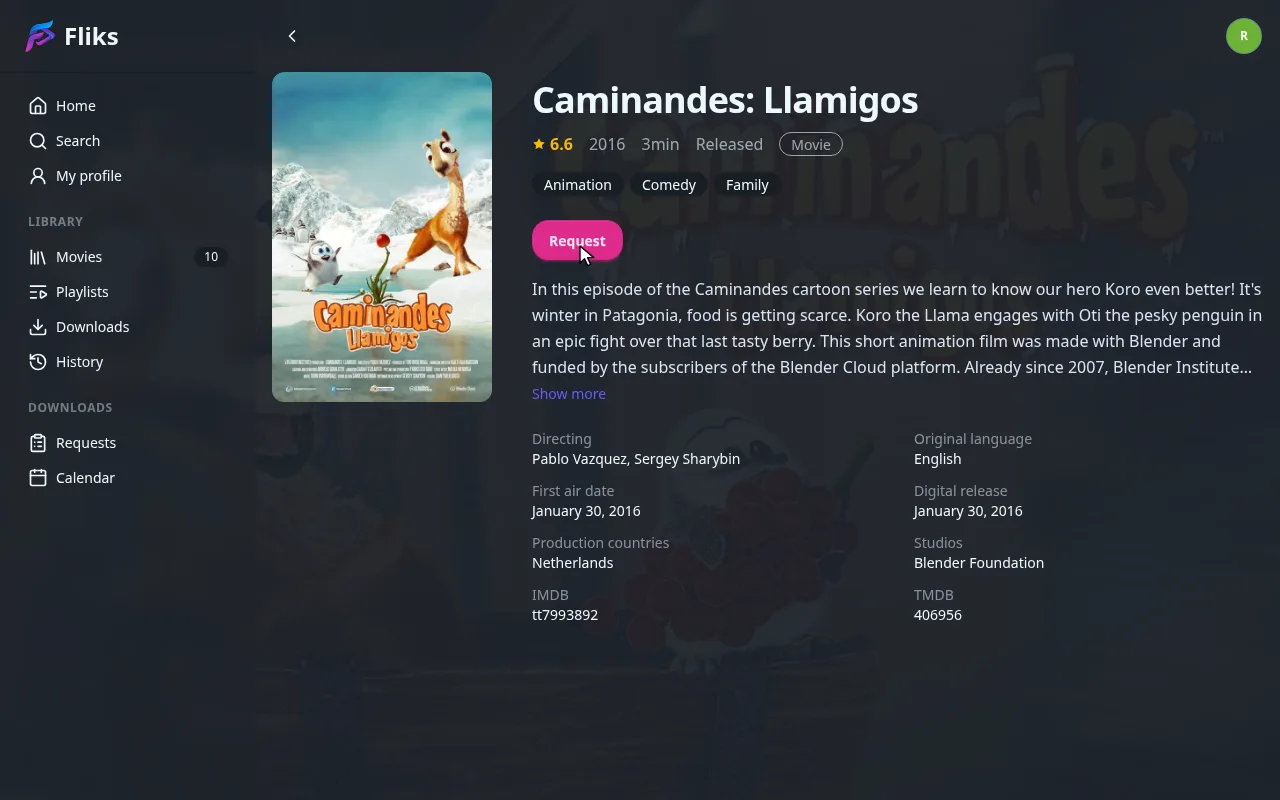 Fliks
R
Home
Search
My profile
LIBRARY
Movies
10
Playlists
Downloads
History
DOWNLOADS
Requests
Calendar
Caminandes
Llamigos
Caminandes: Llamigos
6.6
2016
3min
Released
Movie
Animation
Comedy
Family
Request
In this episode of the Caminandes cartoon series we learn to know our hero Koro even better! It's
winter in Patagonia, food is getting scarce. Koro the Llama engages with Oti the pesky penguin in
an epic fight over that last tasty berry. This short animation film was made with Blender and
funded by the subscribers of the Blender Cloud platform. Already since 2007, Blender Institute...
Show more
Directing
Pablo Vazquez, Sergey Sharybin
Original language
English
First air date
January 30, 2016
Digital release
January 30, 2016
Production countries
Netherlands
Studios
Blender Foundation
IMDB
tt7993892
TMDB
406956